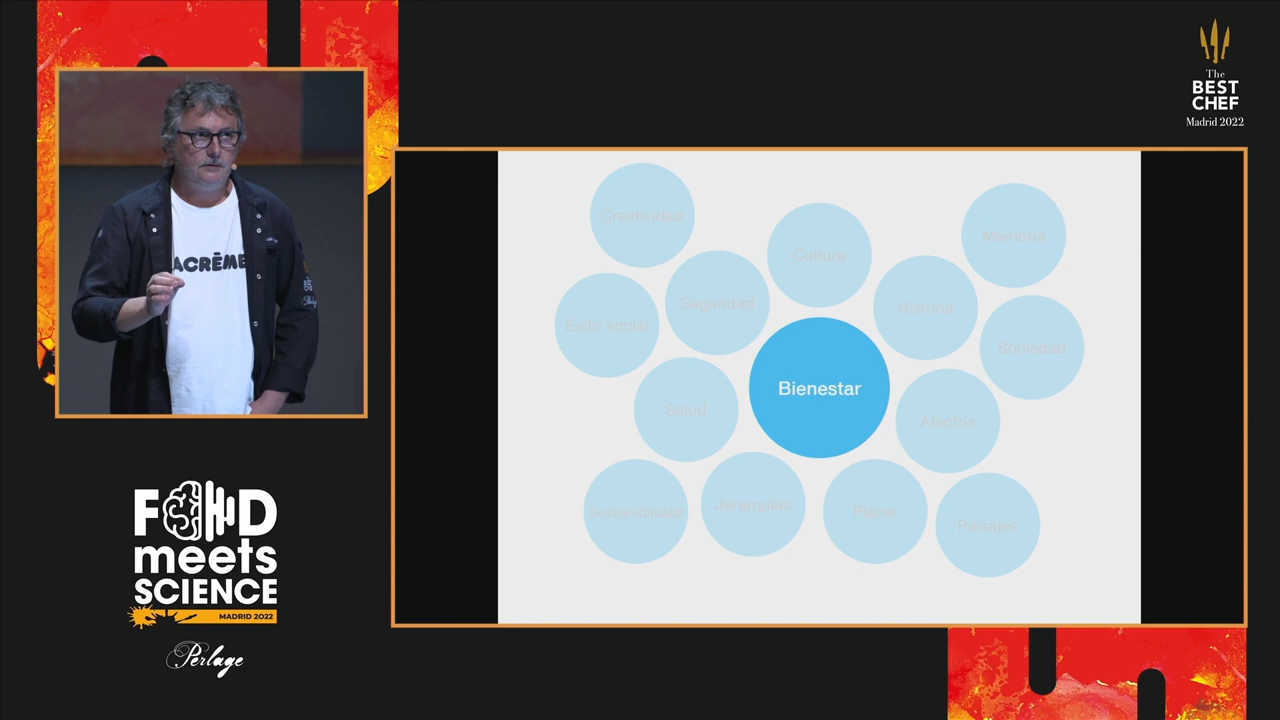 The
BEST
CHEF
Madrid 2022
ACRĒME
Creatividad
Memoria
Cultura
Seguridad
Historia
Éxito social
Sociedad
Bienestar
Salud
Afectos
Jerarquías
Sostenibilidad
Placer
Paisajes
FOOD
meets
SCIENCE
MADRID 2022
Perlage